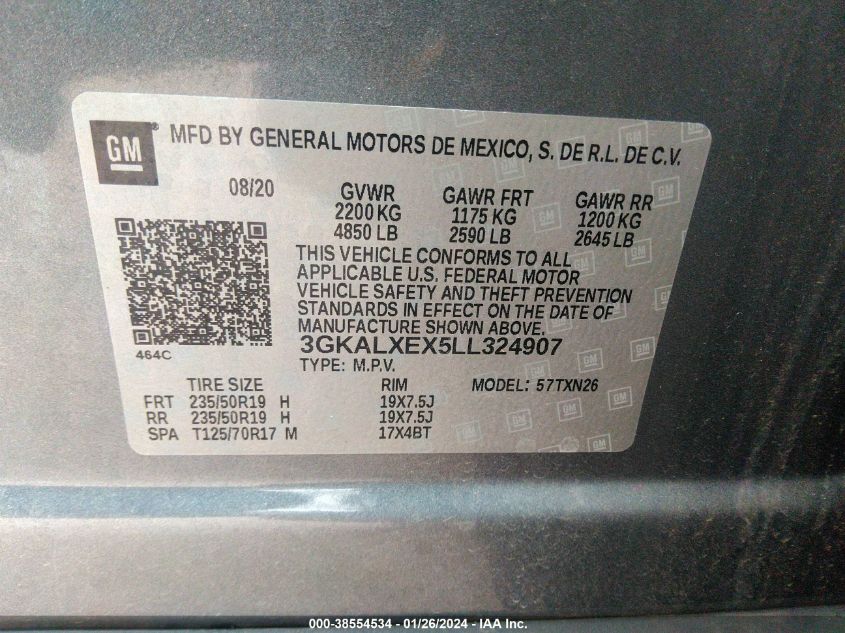 GM ® MFD BY GENERAL MOTORS DE MEXICO, S. DE R.L. DE C.V.
08/20 GVWR GAWR FRT GAWR RR
2200 KG 1175 KG 1200 KG
4850 LB 2590 LB 2645 LB
THIS VEHICLE CONFORMS TO ALL
APPLICABLE U.S. FEDERAL MOTOR
VEHICLE SAFETY AND THEFT PREVENTION
STANDARDS IN EFFECT ON THE DATE OF
MANUFACTURE SHOWN ABOVE.
464C
3GKALXEX5LL324907
TYPE: M.P.V.
TIRE SIZE RIM MODEL: 57TXN26
FRT 235/50R19 H 19X7.5J
RR 235/50R19 H 19X7.5J
SPA T125/70R17 M 17X4BT
000-38554534 - 01/26/2024 - IAA Inc.